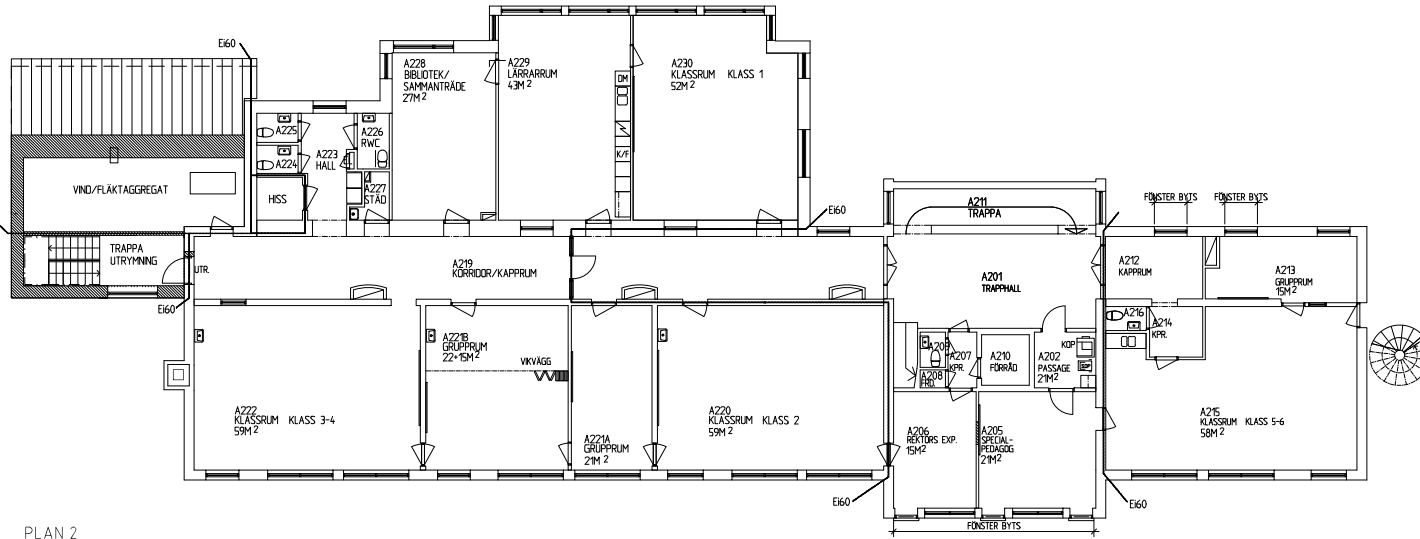 Ei60
A228
BIBLIOTEK/
SAMMANTRÄDE
27M²
A229
LÄRRARRUM
43M²
DM
K/F
A230
KLASSRUM KLASS 1
52M²
A225
A224
A223
HALL
A226
RWC
A227
STÄD
HISS
VIND/FLÄKTAGGREGAT
TRAPPA
UTRYMNING
UTR.
Ei60
A219
KORRIDOR/KAPPRUM
Ei60
A211
TRAPPA
A201
TRAPPHALL
FÖNSTER BYTS
FÖNSTER BYTS
A212
KAPPRUM
A213
GRUPPRUM
15M²
A216
A214
KPR.
A221B
GRUPPRUM
22+15M²
VIKVÄGG
A222
KLASSRUM KLASS 3-4
59M²
A221A
GRUPPRUM
21M²
A220
KLASSRUM KLASS 2
59M²
A209
A208
FRD.
A207
KPR.
A210
FÖRRÅD
A202
PASSAGE
21M²
KOP
A206
REKTORS EXP.
15M²
A205
SPECIAL-
PEDAGOG
21M²
A215
KLASSRUM KLASS 5-6
58M²
Ei60
Ei60
FÖNSTER BYTS
PLAN 2